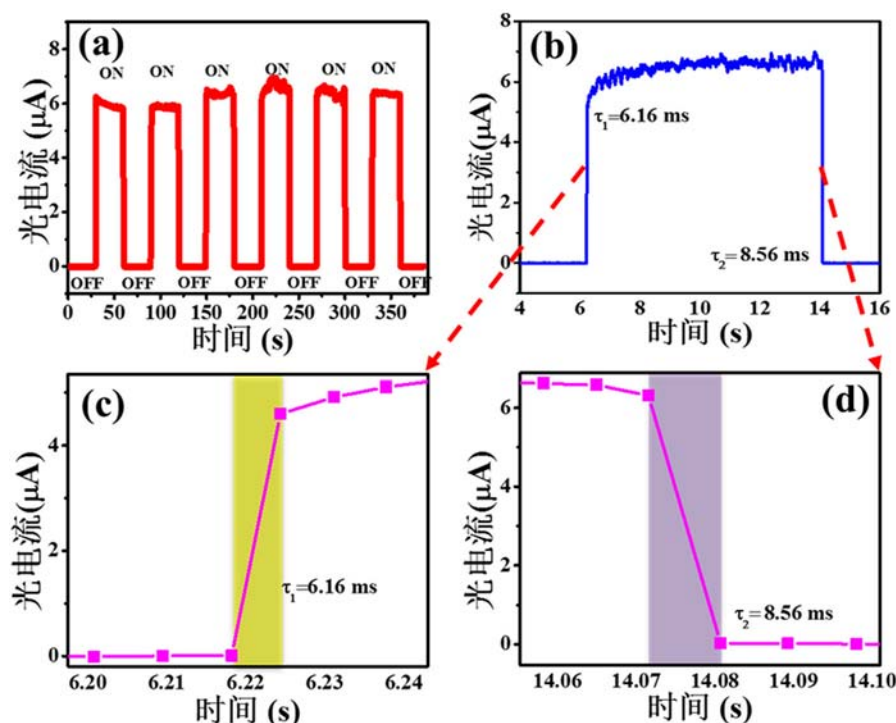 (a)
8
6
4
2
0
光电流 (μA)
ON ON ON ON ON ON
OFF OFF OFF OFF OFF OFF OFF
0 50 100 150 200 250 300 350
时间 (s)
(b)
9
6
3
0
光电流(μA)
τ1=6.16 ms
τ2=8.56 ms
4 6 8 10 12 14 16
时间 (s)
(c)
4
2
0
光电流(μA)
τ1=6.16 ms
6.20 6.21 6.22 6.23 6.24
时间 (s)
(d)
6
4
2
0
光电流(μA)
τ2=8.56 ms
14.06 14.07 14.08 14.09 14.10
时间 (s)